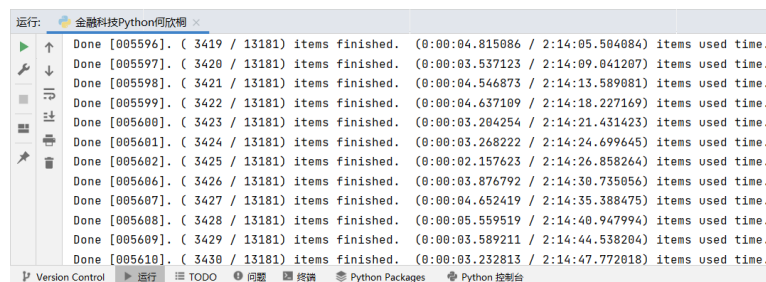 运行: 金融科技Python何欣桐 ×
Done [005596]. ( 3419 / 13181) items finished. (0:00:04.815086 / 2:14:05.504084) items used time.
Done [005597]. ( 3420 / 13181) items finished. (0:00:03.537123 / 2:14:09.041207) items used time.
Done [005598]. ( 3421 / 13181) items finished. (0:00:04.546873 / 2:14:13.589081) items used time.
Done [005599]. ( 3422 / 13181) items finished. (0:00:04.637109 / 2:14:18.227169) items used time.
Done [005600]. ( 3423 / 13181) items finished. (0:00:03.204254 / 2:14:21.431423) items used time.
Done [005601]. ( 3424 / 13181) items finished. (0:00:03.268222 / 2:14:24.699645) items used time.
Done [005602]. ( 3425 / 13181) items finished. (0:00:02.157623 / 2:14:26.858264) items used time.
Done [005606]. ( 3426 / 13181) items finished. (0:00:03.876792 / 2:14:30.735056) items used time.
Done [005607]. ( 3427 / 13181) items finished. (0:00:04.652419 / 2:14:35.388475) items used time.
Done [005608]. ( 3428 / 13181) items finished. (0:00:05.559519 / 2:14:40.947994) items used time.
Done [005609]. ( 3429 / 13181) items finished. (0:00:03.589211 / 2:14:44.538204) items used time.
Done [005610]. ( 3430 / 13181) items finished. (0:00:03.232813 / 2:14:47.772018) items used time.
Version Control 运行 TODO 问题 终端 Python Packages Python 控制台